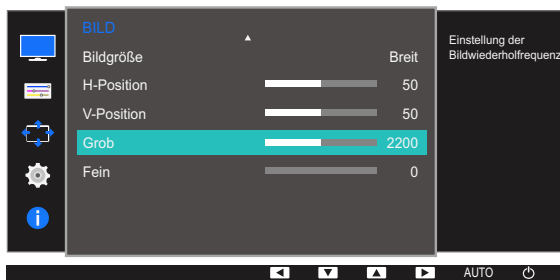 BILD
Bildgröße Breit
H-Position 50
V-Position 50
Grob 2200
Fein 0
Einstellung der
Bildwiederholfrequenz
AUTO